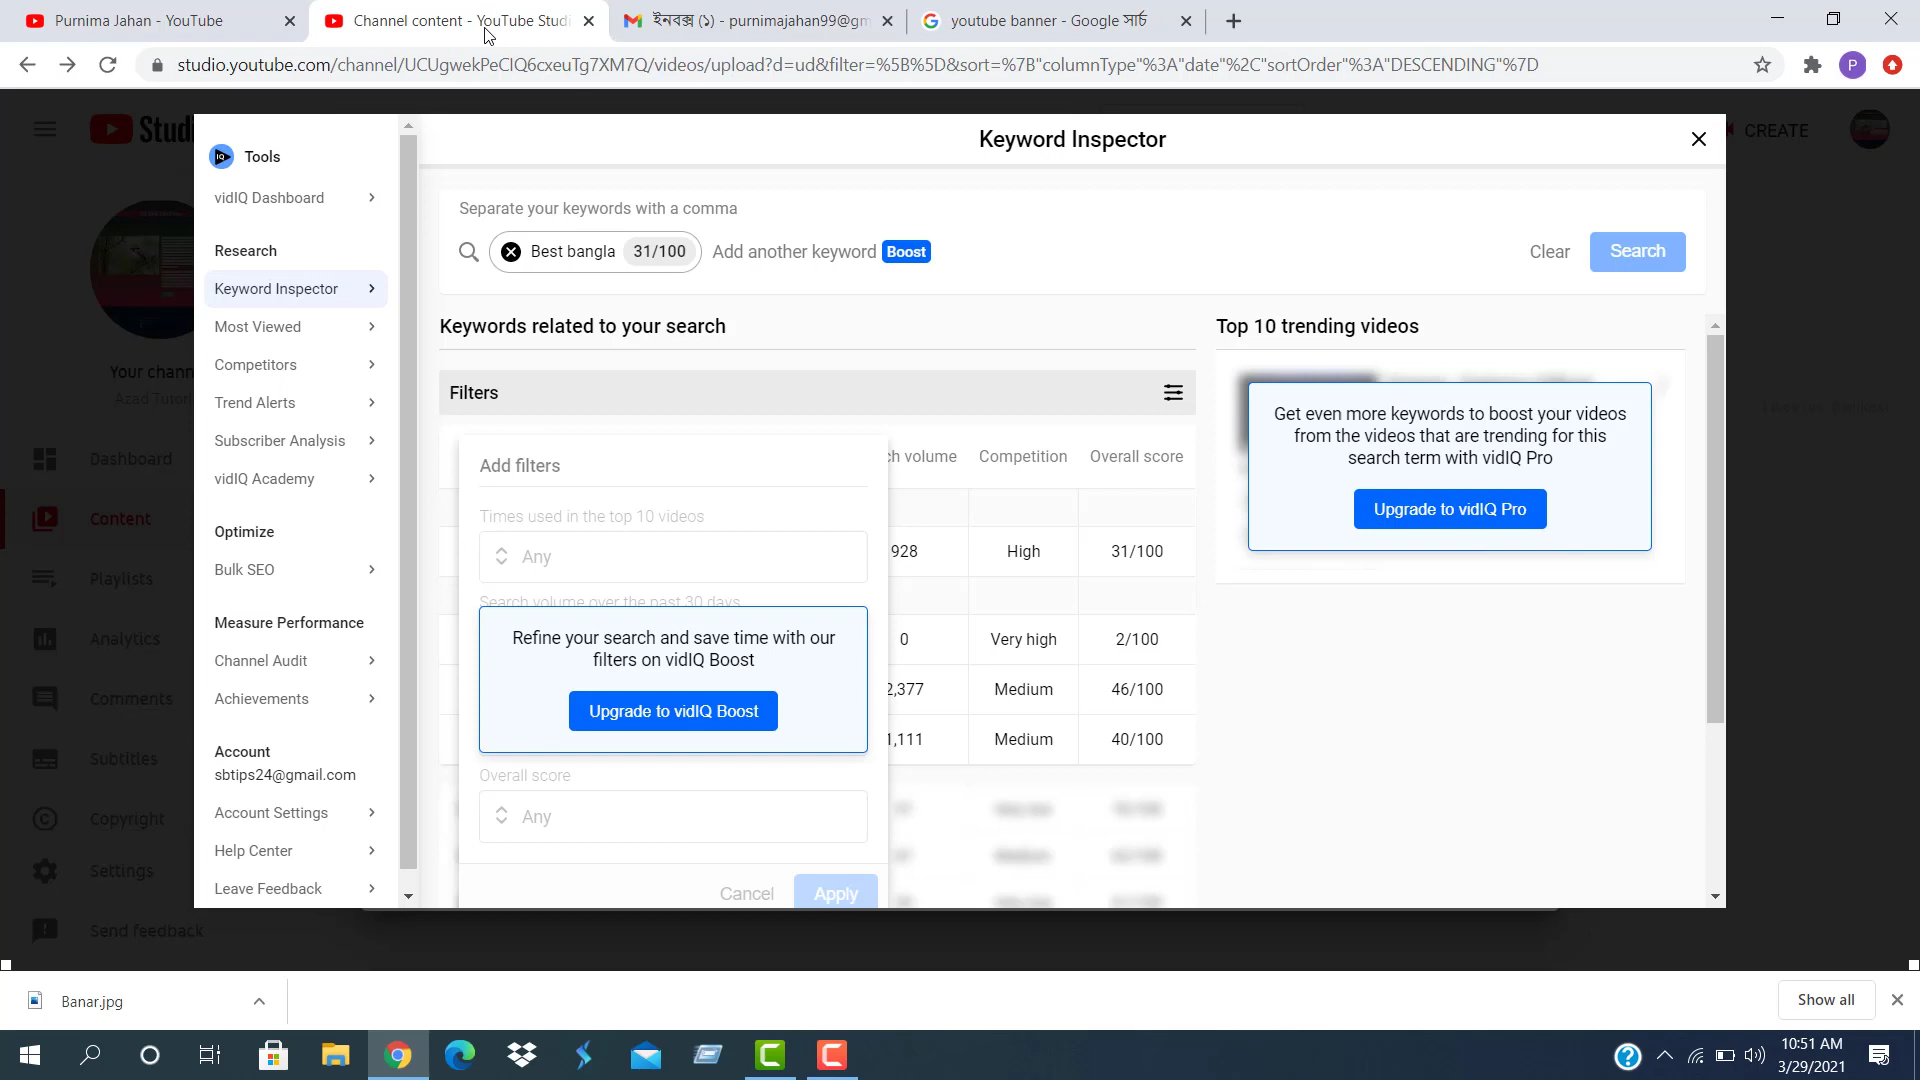 Purnima Jahan - YouTube
Channel content - YouTube Studi
ইনবক্স (১) - purnimajahan99@gm
youtube banner - Google সার্চ
studio.youtube.com/channel/UCUgwekPeCIQ6cxeuTg7XM7Q/videos/upload?d=ud&filter=%5B%5D&sort=%7B"columnType"%3A"date"%2C"sortOrder"%3A"DESCENDING"%7D
P
Studi
CREATE
Tools
Keyword Inspector
vidIQ Dashboard
Research
Keyword Inspector
Most Viewed
Competitors
Trend Alerts
Subscriber Analysis
vidIQ Academy
Optimize
Bulk SEO
Measure Performance
Channel Audit
Achievements
Account
sbtips24@gmail.com
Account Settings
Help Center
Leave Feedback
Your chann
Azad Tutori
Dashboard
Content
Playlists
Analytics
Comments
Subtitles
Copyright
Settings
Send feedback
Separate your keywords with a comma
Best bangla 31/100 Add another keyword Boost
Clear Search
Keywords related to your search
Filters
Add filters
Times used in the top 10 videos
Any
Search volume over the past 30 days
Refine your search and save time with our
filters on vidIQ Boost
Upgrade to vidIQ Boost
Overall score
Any
Cancel Apply
ch volume Competition Overall score
928 High 31/100
0 Very high 2/100
2,377 Medium 46/100
1,111 Medium 40/100
Top 10 trending videos
Get even more keywords to boost your videos
from the videos that are trending for this
search term with vidIQ Pro
Upgrade to vidIQ Pro
Banar.jpg
Show all
10:51 AM
3/29/2021